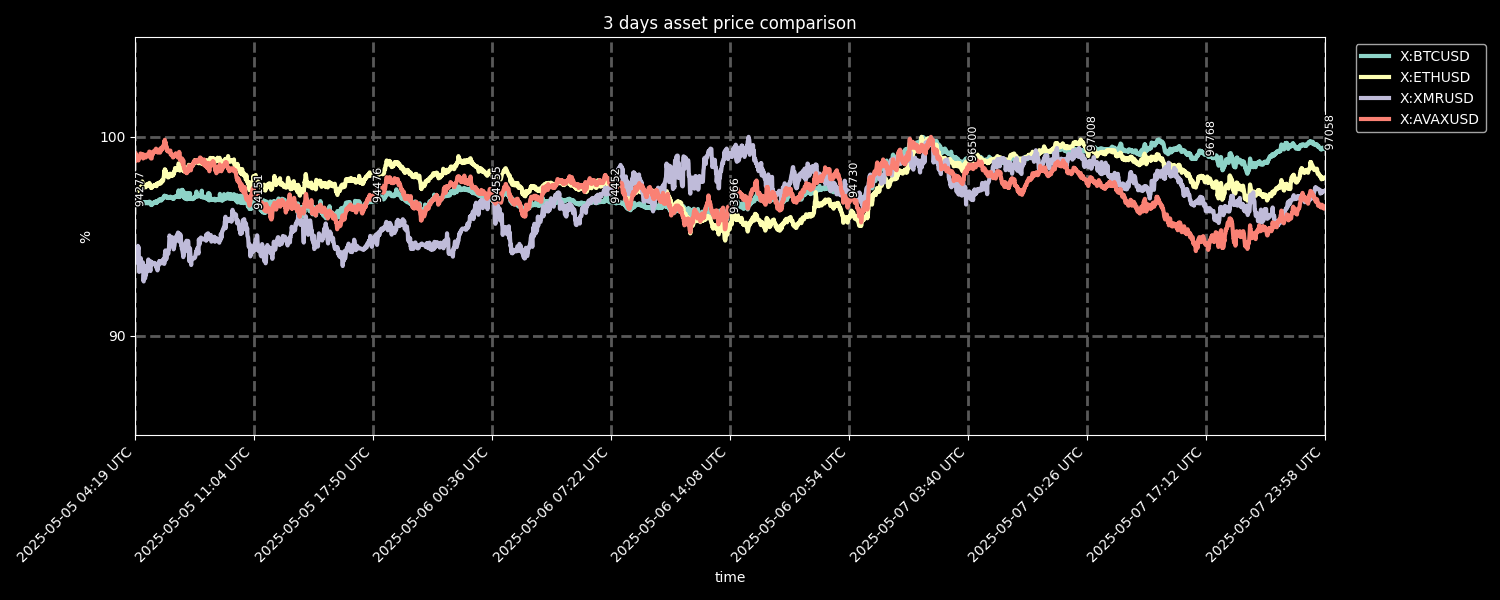 3 days asset price comparison
X:BTCUSD
X:ETHUSD
X:XMRUSD
X:AVAXUSD
100
90
%
94151
94476
94555
94452
93966
94730
96500
97008
96768
97058
2025-05-05 04:19 UTC
2025-05-05 11:04 UTC
2025-05-05 17:50 UTC
2025-05-06 00:36 UTC
2025-05-06 07:22 UTC
2025-05-06 14:08 UTC
2025-05-06 20:54 UTC
2025-05-07 03:40 UTC
2025-05-07 10:26 UTC
2025-05-07 17:12 UTC
2025-05-07 23:58 UTC
time